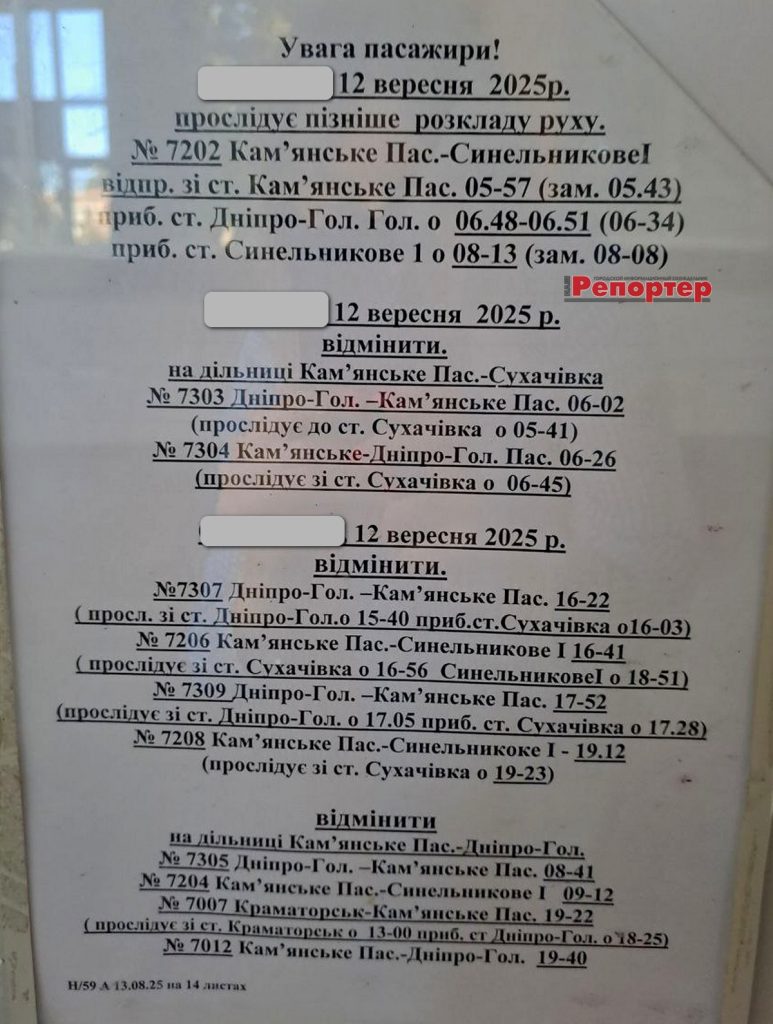 Увага пасажири!
12 вересня 2025р.
прослідує пізніше розкладу руху.
№ 7202 Кам’янське Пас.-СинельниковеІ
відпр. зі ст. Кам’янське Пас. 05-57 (зам. 05.43)
приб. ст. Дніпро-Гол. Гол. о 06.48-06.51 (06-34)
приб. ст. Синельникове 1 о 08-13 (зам. 08-08)
НАШ ГОРОДСКОЙ ИНФОРМАЦИОННЫЙ ЕЖЕНЕДЕЛЬНИК
Репортер
12 вересня 2025 р.
відмінити.
на дільниці Кам’янське Пас.-Сухачівка
№ 7303 Дніпро-Гол. –Кам’янське Пас. 06-02
(прослідує до ст. Сухачівка о 05-41)
№ 7304 Кам’янське-Дніпро-Гол. Пас. 06-26
(прослідує зі ст. Сухачівка о 06-45)
12 вересня 2025 р.
відмінити.
№7307 Дніпро-Гол. –Кам’янське Пас. 16-22
( просл. зі ст. Дніпро-Гол.о 15-40 приб.ст.Сухачівка о16-03)
№ 7206 Кам’янське Пас.-Синельникове І 16-41
( прослідує зі ст. Сухачівка о 16-56 СинельниковеІ о 18-51)
№ 7309 Дніпро-Гол. –Кам’янське Пас. 17-52
(прослідує зі ст. Дніпро-Гол. о 17.05 приб. ст. Сухачівка о 17.28)
№ 7208 Кам’янське Пас.-Синельникоке І - 19.12
(прослідує зі ст. Сухачівка о 19-23)
відмінити
на дільниці Кам’янське Пас.-Дніпро-Гол.
№ 7305 Дніпро-Гол. –Кам’янське Пас. 08-41
№ 7204 Кам’янське Пас.-Синельникове І 09-12
№ 7007 Краматорськ-Кам’янське Пас. 19-22
( прослідує зі ст. Краматорськ о 13-00 приб. ст Дніпро-Гол. о 18-25)
№ 7012 Кам’янське Пас.-Дніпро-Гол. 19-40
Н/59 А 13.08.25 на 14 листах